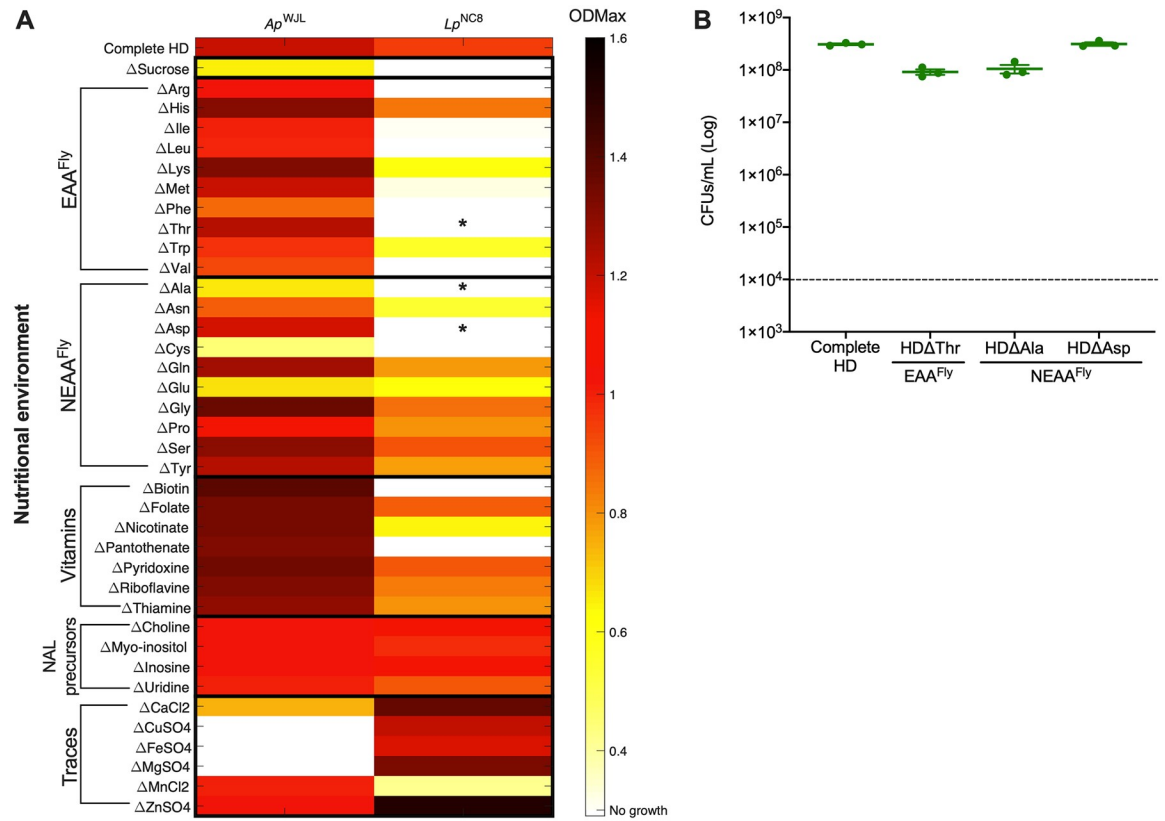 A
Ap^WJL
Lp^NC8
ODMax
Nutritional environment
Complete HD
ΔSucrose
EAA^Fly
ΔArg
ΔHis
ΔIle
ΔLeu
ΔLys
ΔMet
ΔPhe
ΔThr
*
ΔTrp
ΔVal
NEAA^Fly
ΔAla
*
ΔAsn
ΔAsp
*
ΔCys
ΔGln
ΔGlu
ΔGly
ΔPro
ΔSer
ΔTyr
Vitamins
ΔBiotin
ΔFolate
ΔNicotinate
ΔPantothenate
ΔPyridoxine
ΔRiboflavine
ΔThiamine
NAL
precursors
ΔCholine
ΔMyo-inositol
ΔInosine
ΔUridine
Traces
ΔCaCl2
ΔCuSO4
ΔFeSO4
ΔMgSO4
ΔMnCl2
ΔZnSO4
1.6
1.4
1.2
1
0.8
0.6
0.4
No growth
B
CFUs/mL (Log)
1×10^9
1×10^8
1×10^7
1×10^6
1×10^5
1×10^4
1×10^3
Complete
HD
HDΔThr
HDΔAla
HDΔAsp
EAA^Fly
NEAA^Fly